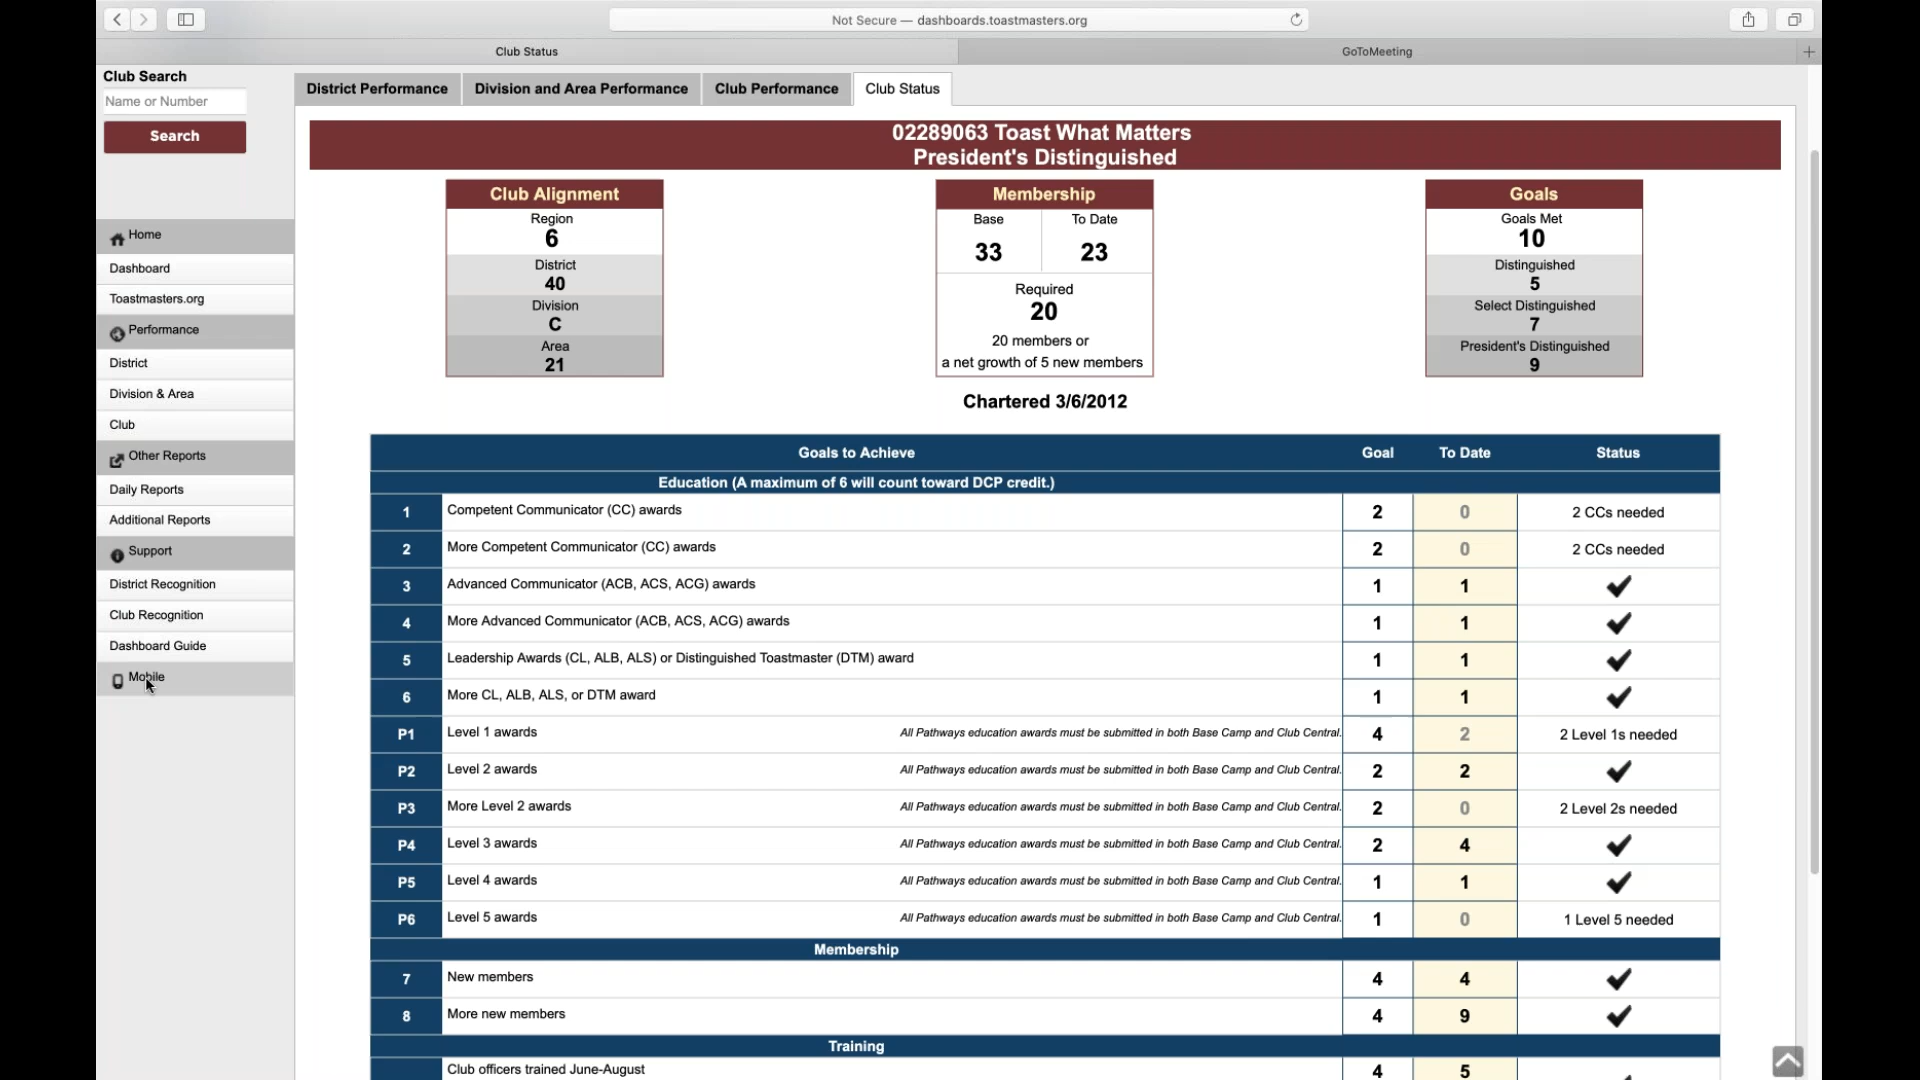 Not Secure — dashboards.toastmasters.org
Club Status
GoToMeeting
Club Search
Name or Number
Search
Home
Dashboard
Toastmasters.org
Performance
District
Division & Area
Club
Other Reports
Daily Reports
Additional Reports
Support
District Recognition
Club Recognition
Dashboard Guide
Mobile
District Performance
Division and Area Performance
Club Performance
Club Status
02289063 Toast What Matters
President's Distinguished
Club Alignment
Region
6
District
40
Division
C
Area
21
Membership
Base To Date
33 23
Required
20
20 members or
a net growth of 5 new members
Goals
Goals Met
10
Distinguished
5
Select Distinguished
7
President's Distinguished
9
Chartered 3/6/2012
Goals to Achieve Goal To Date Status
Education (A maximum of 6 will count toward DCP credit.)
1 Competent Communicator (CC) awards 2 0 2 CCs needed
2 More Competent Communicator (CC) awards 2 0 2 CCs needed
3 Advanced Communicator (ACB, ACS, ACG) awards 1 1
4 More Advanced Communicator (ACB, ACS, ACG) awards 1 1
5 Leadership Awards (CL, ALB, ALS) or Distinguished Toastmaster (DTM) award 1 1
6 More CL, ALB, ALS, or DTM award 1 1
P1 Level 1 awards All Pathways education awards must be submitted in both Base Camp and Club Central. 4 2 2 Level 1s needed
P2 Level 2 awards All Pathways education awards must be submitted in both Base Camp and Club Central. 2 2
P3 More Level 2 awards All Pathways education awards must be submitted in both Base Camp and Club Central. 2 0 2 Level 2s needed
P4 Level 3 awards All Pathways education awards must be submitted in both Base Camp and Club Central. 2 4
P5 Level 4 awards All Pathways education awards must be submitted in both Base Camp and Club Central. 1 1
P6 Level 5 awards All Pathways education awards must be submitted in both Base Camp and Club Central. 1 0 1 Level 5 needed
Membership
7 New members 4 4
8 More new members 4 9
Training
Club officers trained June-August 4 5